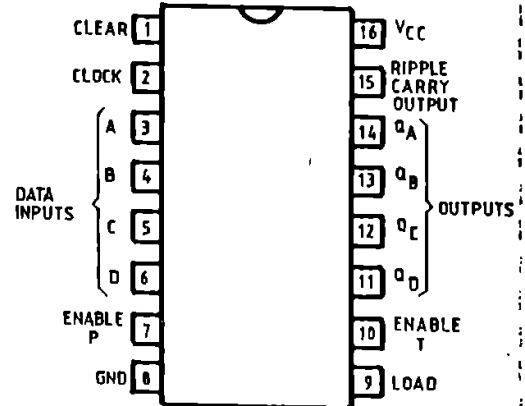 CLEAR 1
CLOCK 2
A 3
B 4
DATA
INPUTS
C 5
D 6
ENABLE
P 7
GND 8
16 VCC
15 RIPPLE
CARRY
OUTPUT
14 QA
13 QB
OUTPUTS
12 QC
11 QD
10 ENABLE
T
9 LOAD